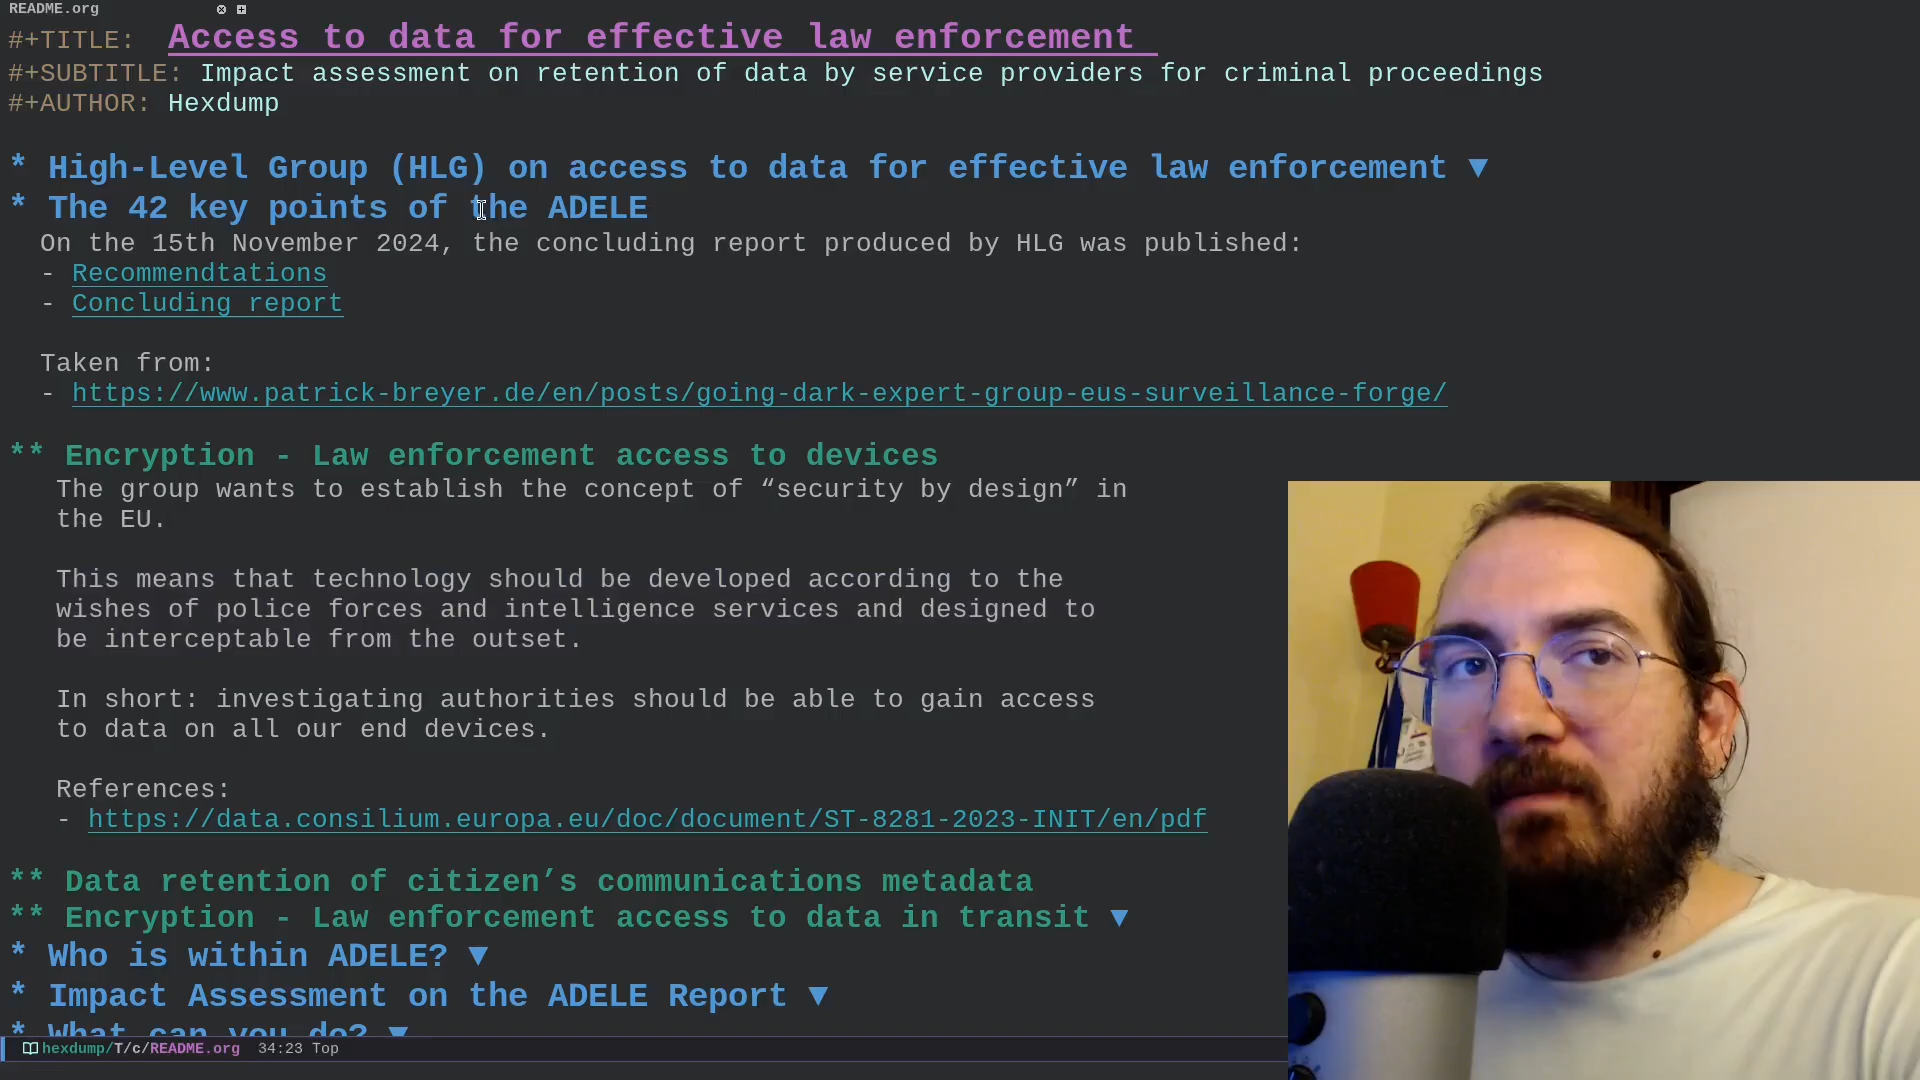 README.org
#+TITLE: Access to data for effective law enforcement
#+SUBTITLE: Impact assessment on retention of data by service providers for criminal proceedings
#+AUTHOR: Hexdump
* High-Level Group (HLG) on access to data for effective law enforcement ▼
* The 42 key points of the ADELE
On the 15th November 2024, the concluding report produced by HLG was published:
- Recommendtations
- Concluding report
Taken from:
- https://www.patrick-breyer.de/en/posts/going-dark-expert-group-eus-surveillance-forge/
** Encryption - Law enforcement access to devices
The group wants to establish the concept of “security by design” in
the EU.
This means that technology should be developed according to the
wishes of police forces and intelligence services and designed to
be interceptable from the outset.
In short: investigating authorities should be able to gain access
to data on all our end devices.
References:
- https://data.consilium.europa.eu/doc/document/ST-8281-2023-INIT/en/pdf
** Data retention of citizen’s communications metadata
** Encryption - Law enforcement access to data in transit ▼
* Who is within ADELE? ▼
* Impact Assessment on the ADELE Report ▼
* What can you do? ▼
hexdump/T/c/README.org 34:23 Top